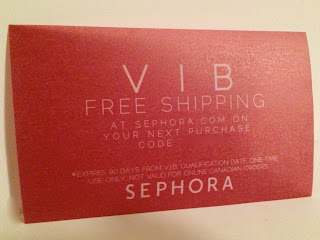 VIB
FREE SHIPPING
AT SEPHORA.COM ON
YOUR NEXT PURCHASE
CODE
*EXPIRES 90 DAYS FROM V.I.B. QUALIFICATION DATE. ONE-TIME
USE ONLY. NOT VALID FOR ONLINE CANADIAN ORDERS.
SEPHORA